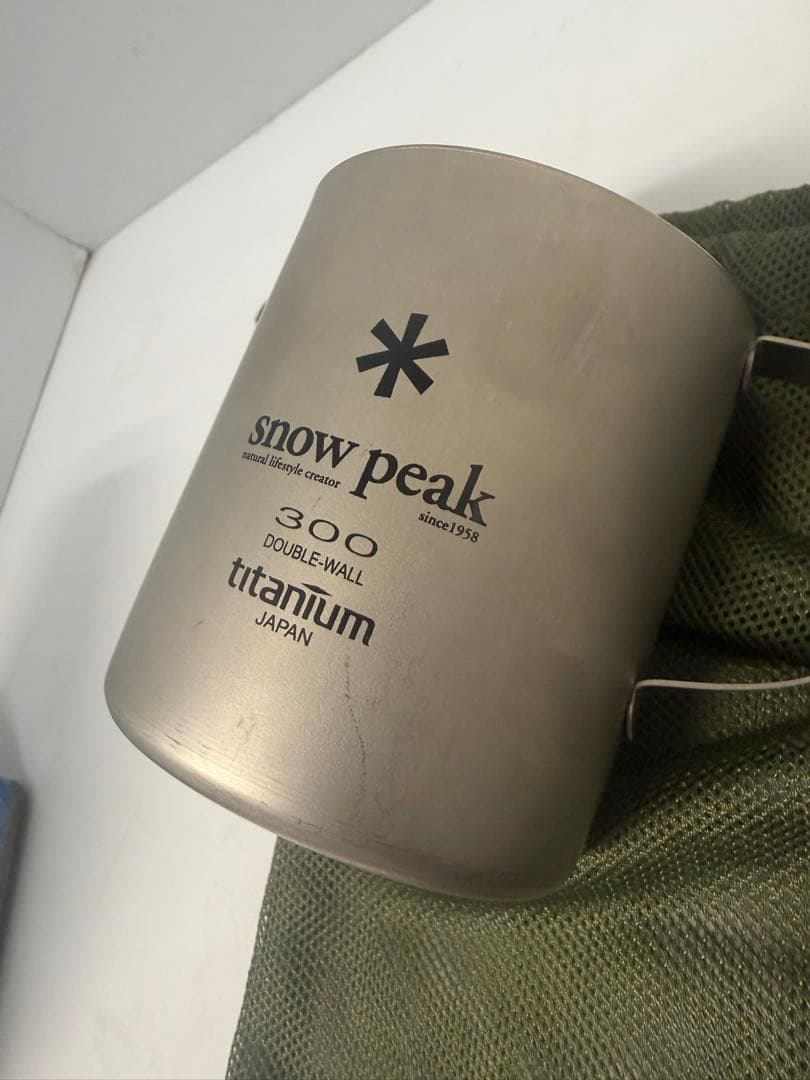 snow peak
natural lifestyle creator
since1958
300
DOUBLE-WALL
titanium
JAPAN